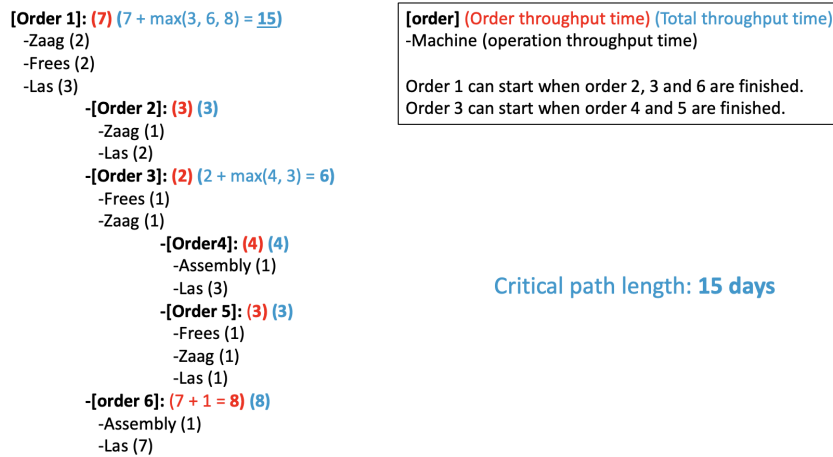 [Order 1]: (7) (7 + max(3, 6, 8) = 15)
-Zaag (2)
-Frees (2)
-Las (3)
-[Order 2]: (3) (3)
-Zaag (1)
-Las (2)
-[Order 3]: (2) (2 + max(4, 3) = 6)
-Frees (1)
-Zaag (1)
-[Order4]: (4) (4)
-Assembly (1)
-Las (3)
-[Order 5]: (3) (3)
-Frees (1)
-Zaag (1)
-Las (1)
-[order 6]: (7 + 1 = 8) (8)
-Assembly (1)
-Las (7)
[order] (Order throughput time) (Total throughput time)
-Machine (operation throughput time)
Order 1 can start when order 2, 3 and 6 are finished.
Order 3 can start when order 4 and 5 are finished.
Critical path length: 15 days